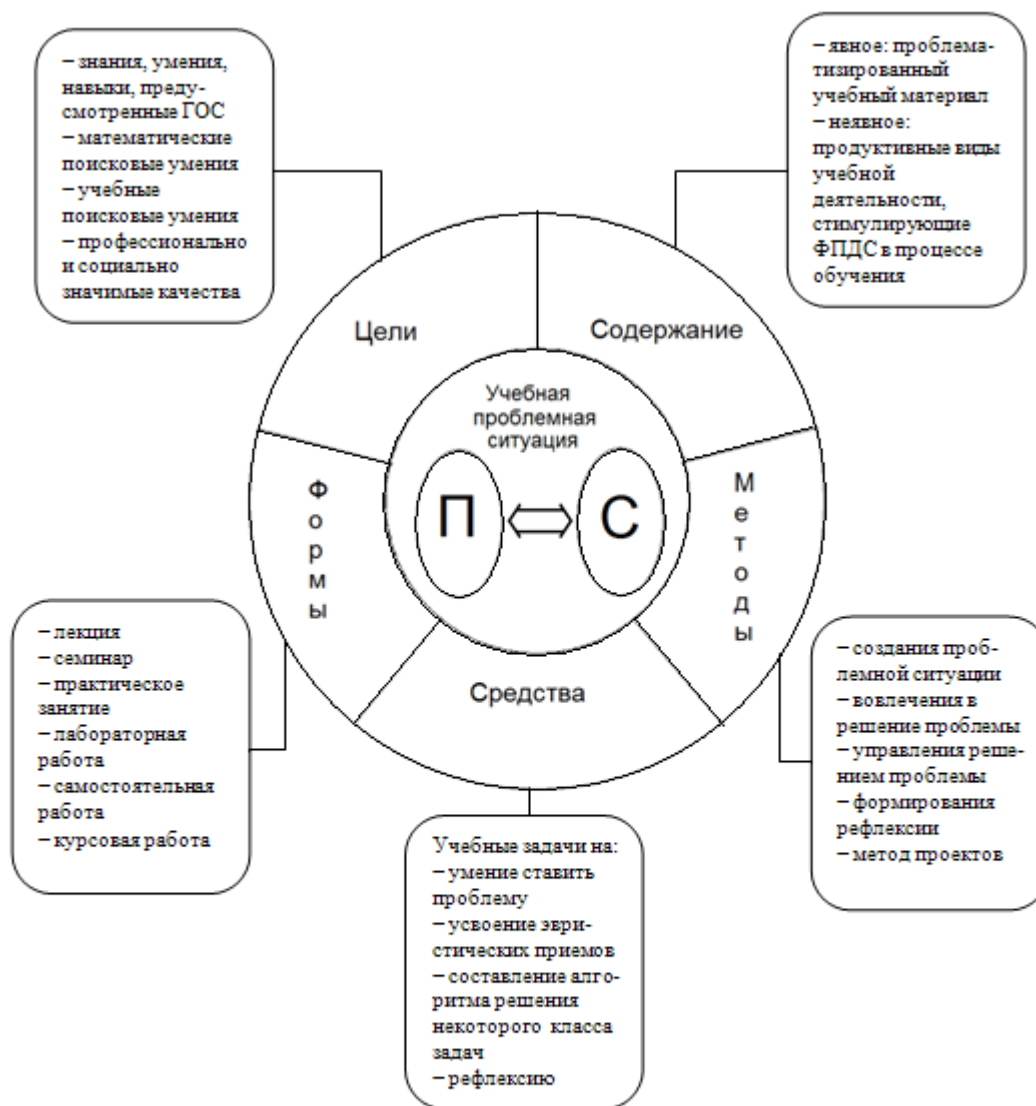 – знания, умения,
навыки, преду-
смотренные ГОС
– математические
поисковые умения
– учебные
поисковые умения
– профессионально
и социально
значимые качества
– явное: проблема-
тизированный
учебный материал
– неявное:
продуктивные виды
учебной
деятельности,
стимулирующие
ФПДС в процессе
обучения
Цели
Содержание
Учебная
проблемная
ситуация
П
С
Формы
Методы
Средства
– лекция
– семинар
– практическое
занятие
– лабораторная
работа
– самостоятельная
работа
– курсовая работа
– создания проб-
лемной ситуации
– вовлечения в
решение проблемы
– управления реше-
нием проблемы
– формирования
рефлексии
– метод проектов
Учебные задачи на:
– умение ставить
проблему
– усвоение эври-
стических приемов
– составление алго-
ритма решения
некоторого класса
задач
– рефлексию